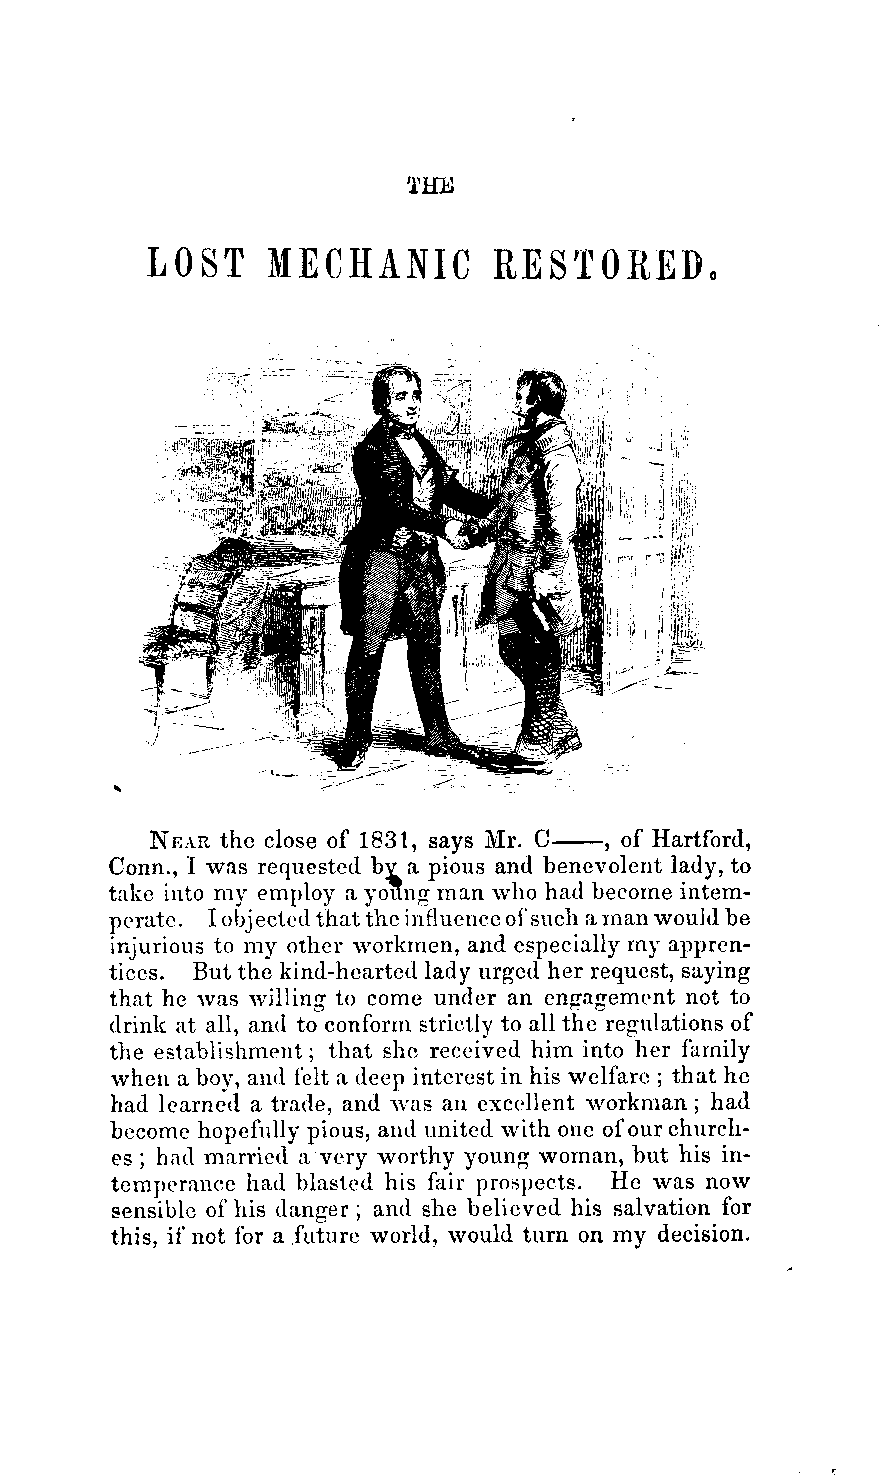 THE
LOST MECHANIC RESTORED.
NEAR the close of 1831, says Mr. C——, of Hartford,
Conn., I was requested by a pious and benevolent lady, to
take into my employ a young man who had become intem-
perate. I objected that the influence of such a man would be
injurious to my other workmen, and especially my appren-
tices. But the kind-hearted lady urged her request, saying
that he was willing to come under an engagement not to
drink at all, and to conform strictly to all the regulations of
the establishment; that she received him into her family
when a boy, and felt a deep interest in his welfare; that he
had learned a trade, and was an excellent workman; had
become hopefully pious, and united with one of our church-
es; had married a very worthy young woman, but his in-
temperance had blasted his fair prospects. He was now
sensible of his danger; and she believed his salvation for
this, if not for a future world, would turn on my decision.